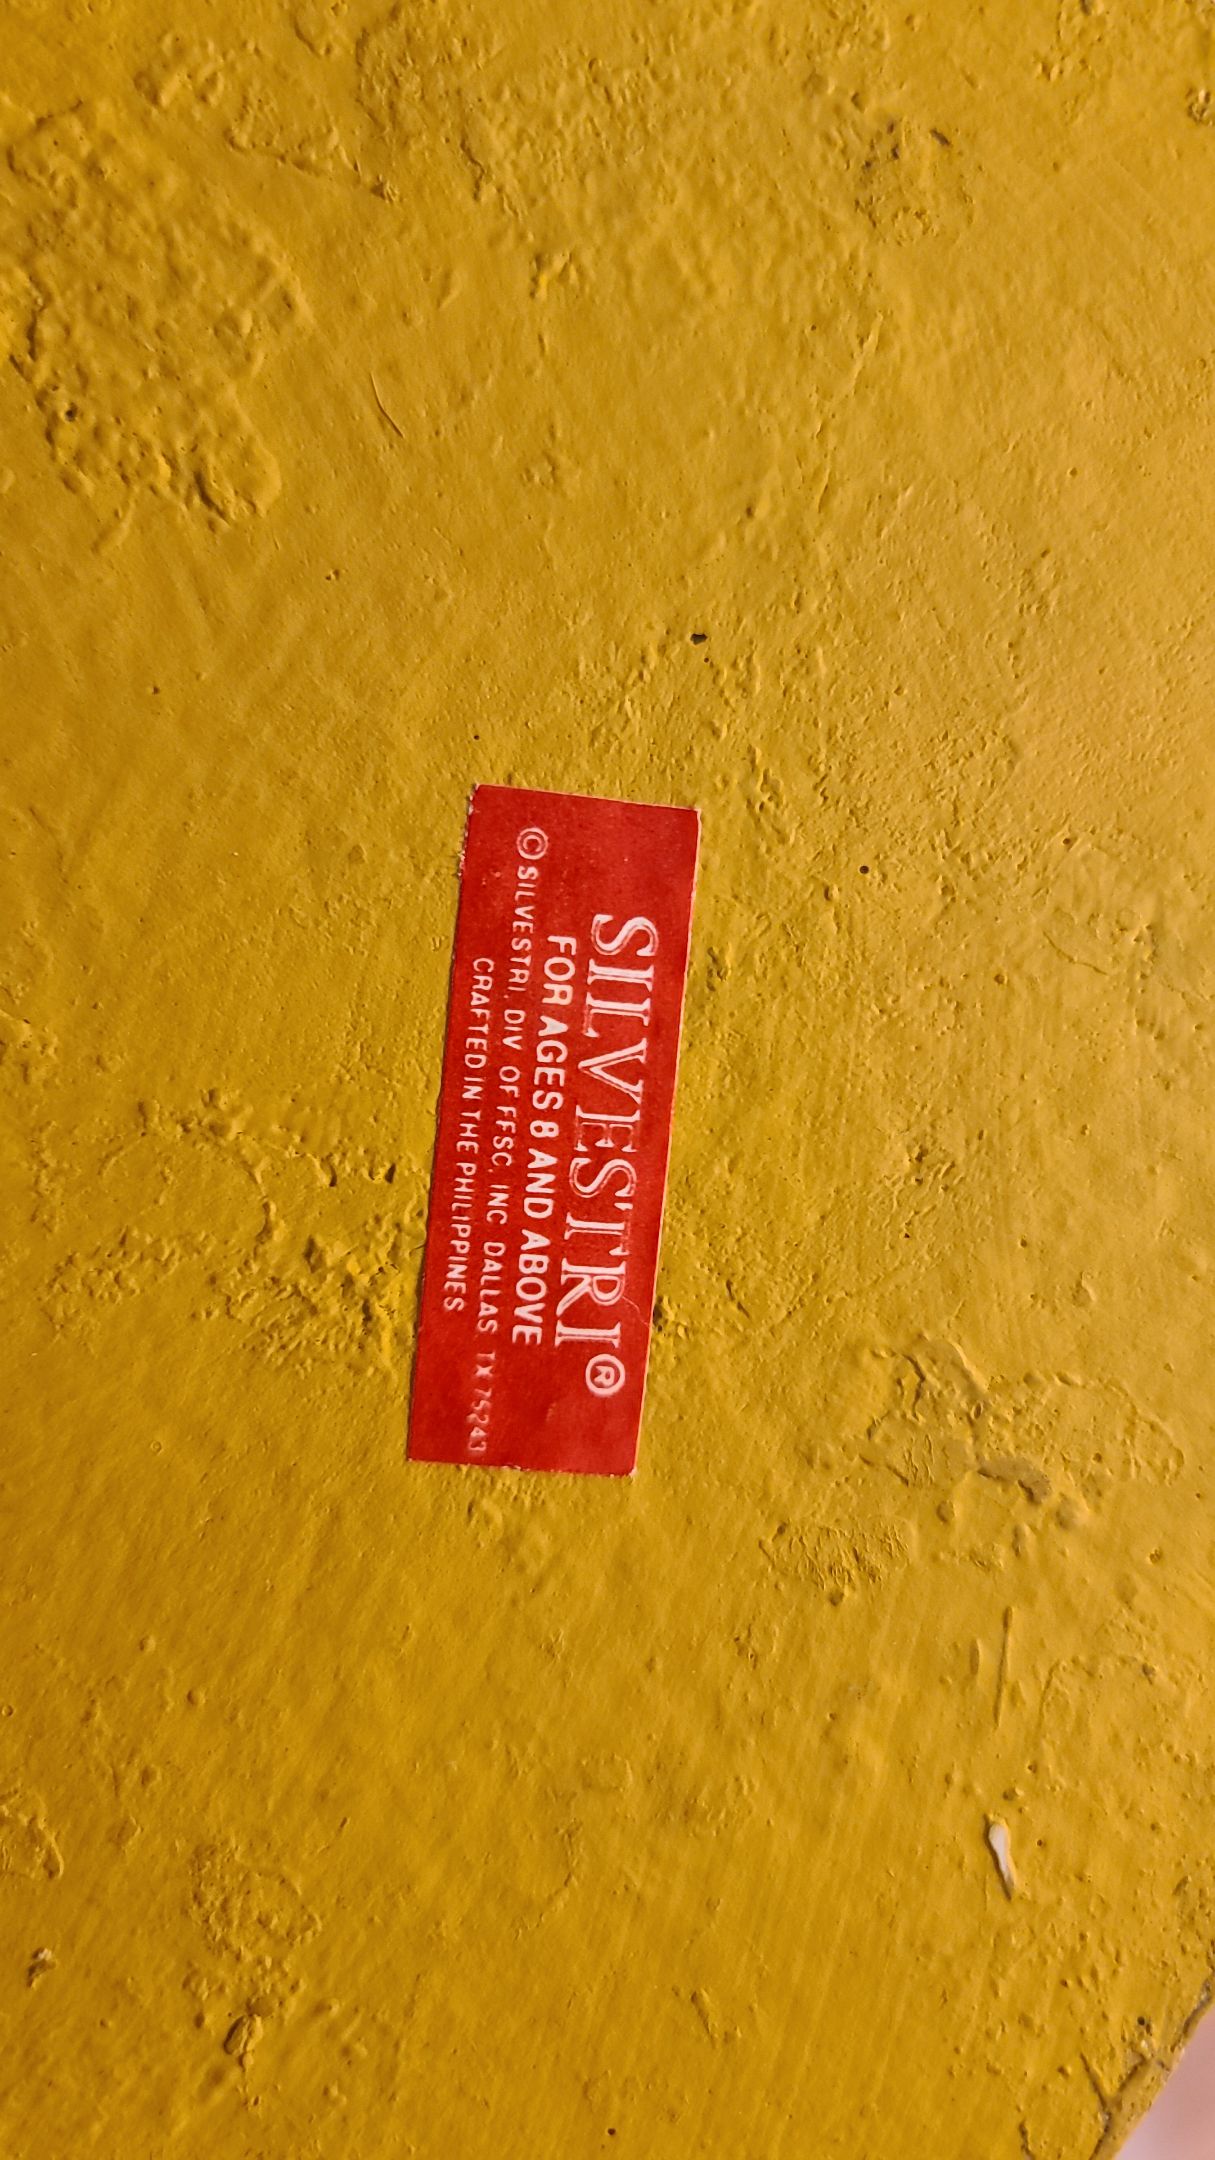 SILVESTRI®
FOR AGES 8 AND ABOVE
© SILVESTRI, DIV OF FFSC, INC DALLAS TX 75243
CRAFTED IN THE PHILIPPINES